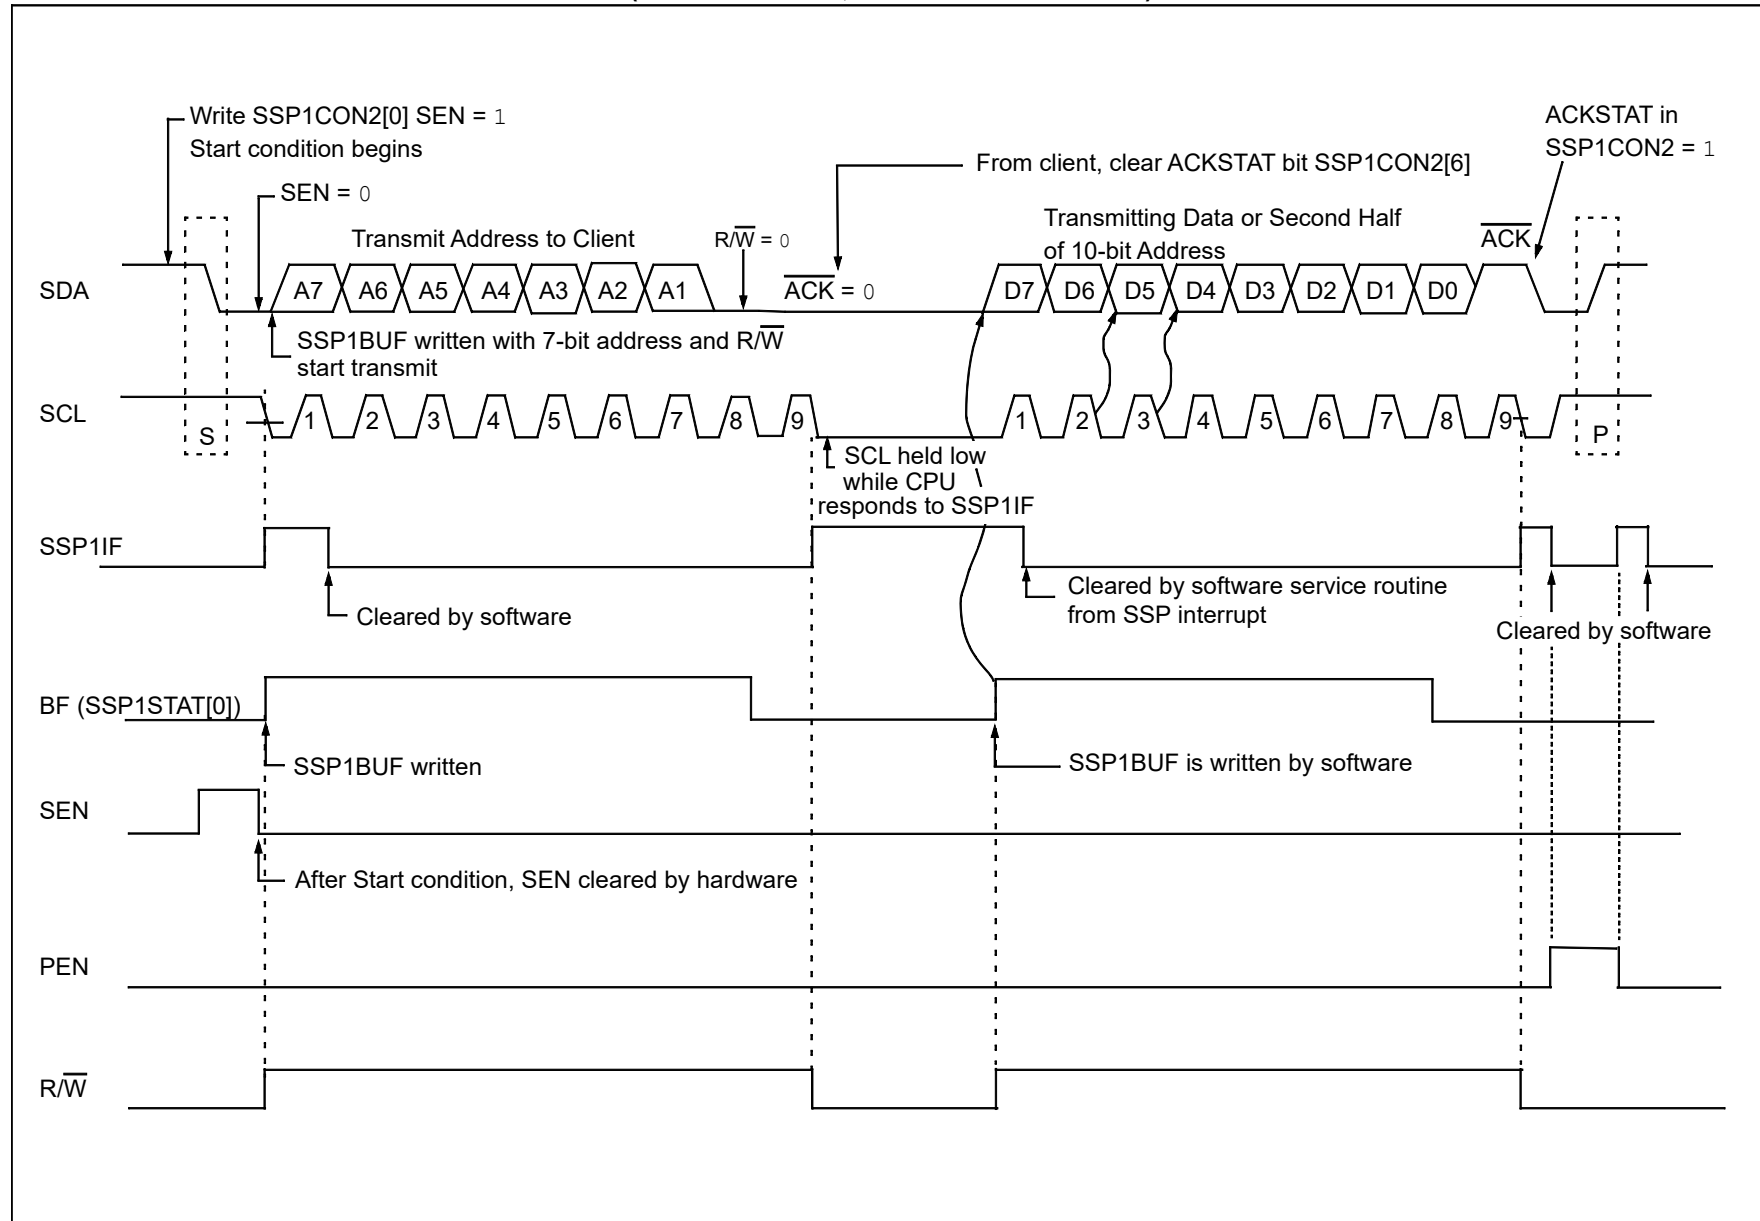 Write SSP1CON2[0] SEN = 1
Start condition begins
ACKSTAT in
SSP1CON2 = 1
From client, clear ACKSTAT bit SSP1CON2[6]
SEN = 0
Transmit Address to Client
R/W̅ = 0
Transmitting Data or Second Half
of 10-bit Address
A̅C̅K̅
SDA
A7 A6 A5 A4 A3 A2 A1
A̅C̅K̅ = 0
D7 D6 D5 D4 D3 D2 D1 D0
SSP1BUF written with 7-bit address and R/W̅
start transmit
SCL
S
1 2 3 4 5 6 7 8 9
1 2 3 4 5 6 7 8 9
P
SCL held low
while CPU
responds to SSP1IF
SSP1IF
Cleared by software
Cleared by software service routine
from SSP interrupt
Cleared by software
BF (SSP1STAT[0])
SSP1BUF written
SSP1BUF is written by software
SEN
After Start condition, SEN cleared by hardware
PEN
R/W̅